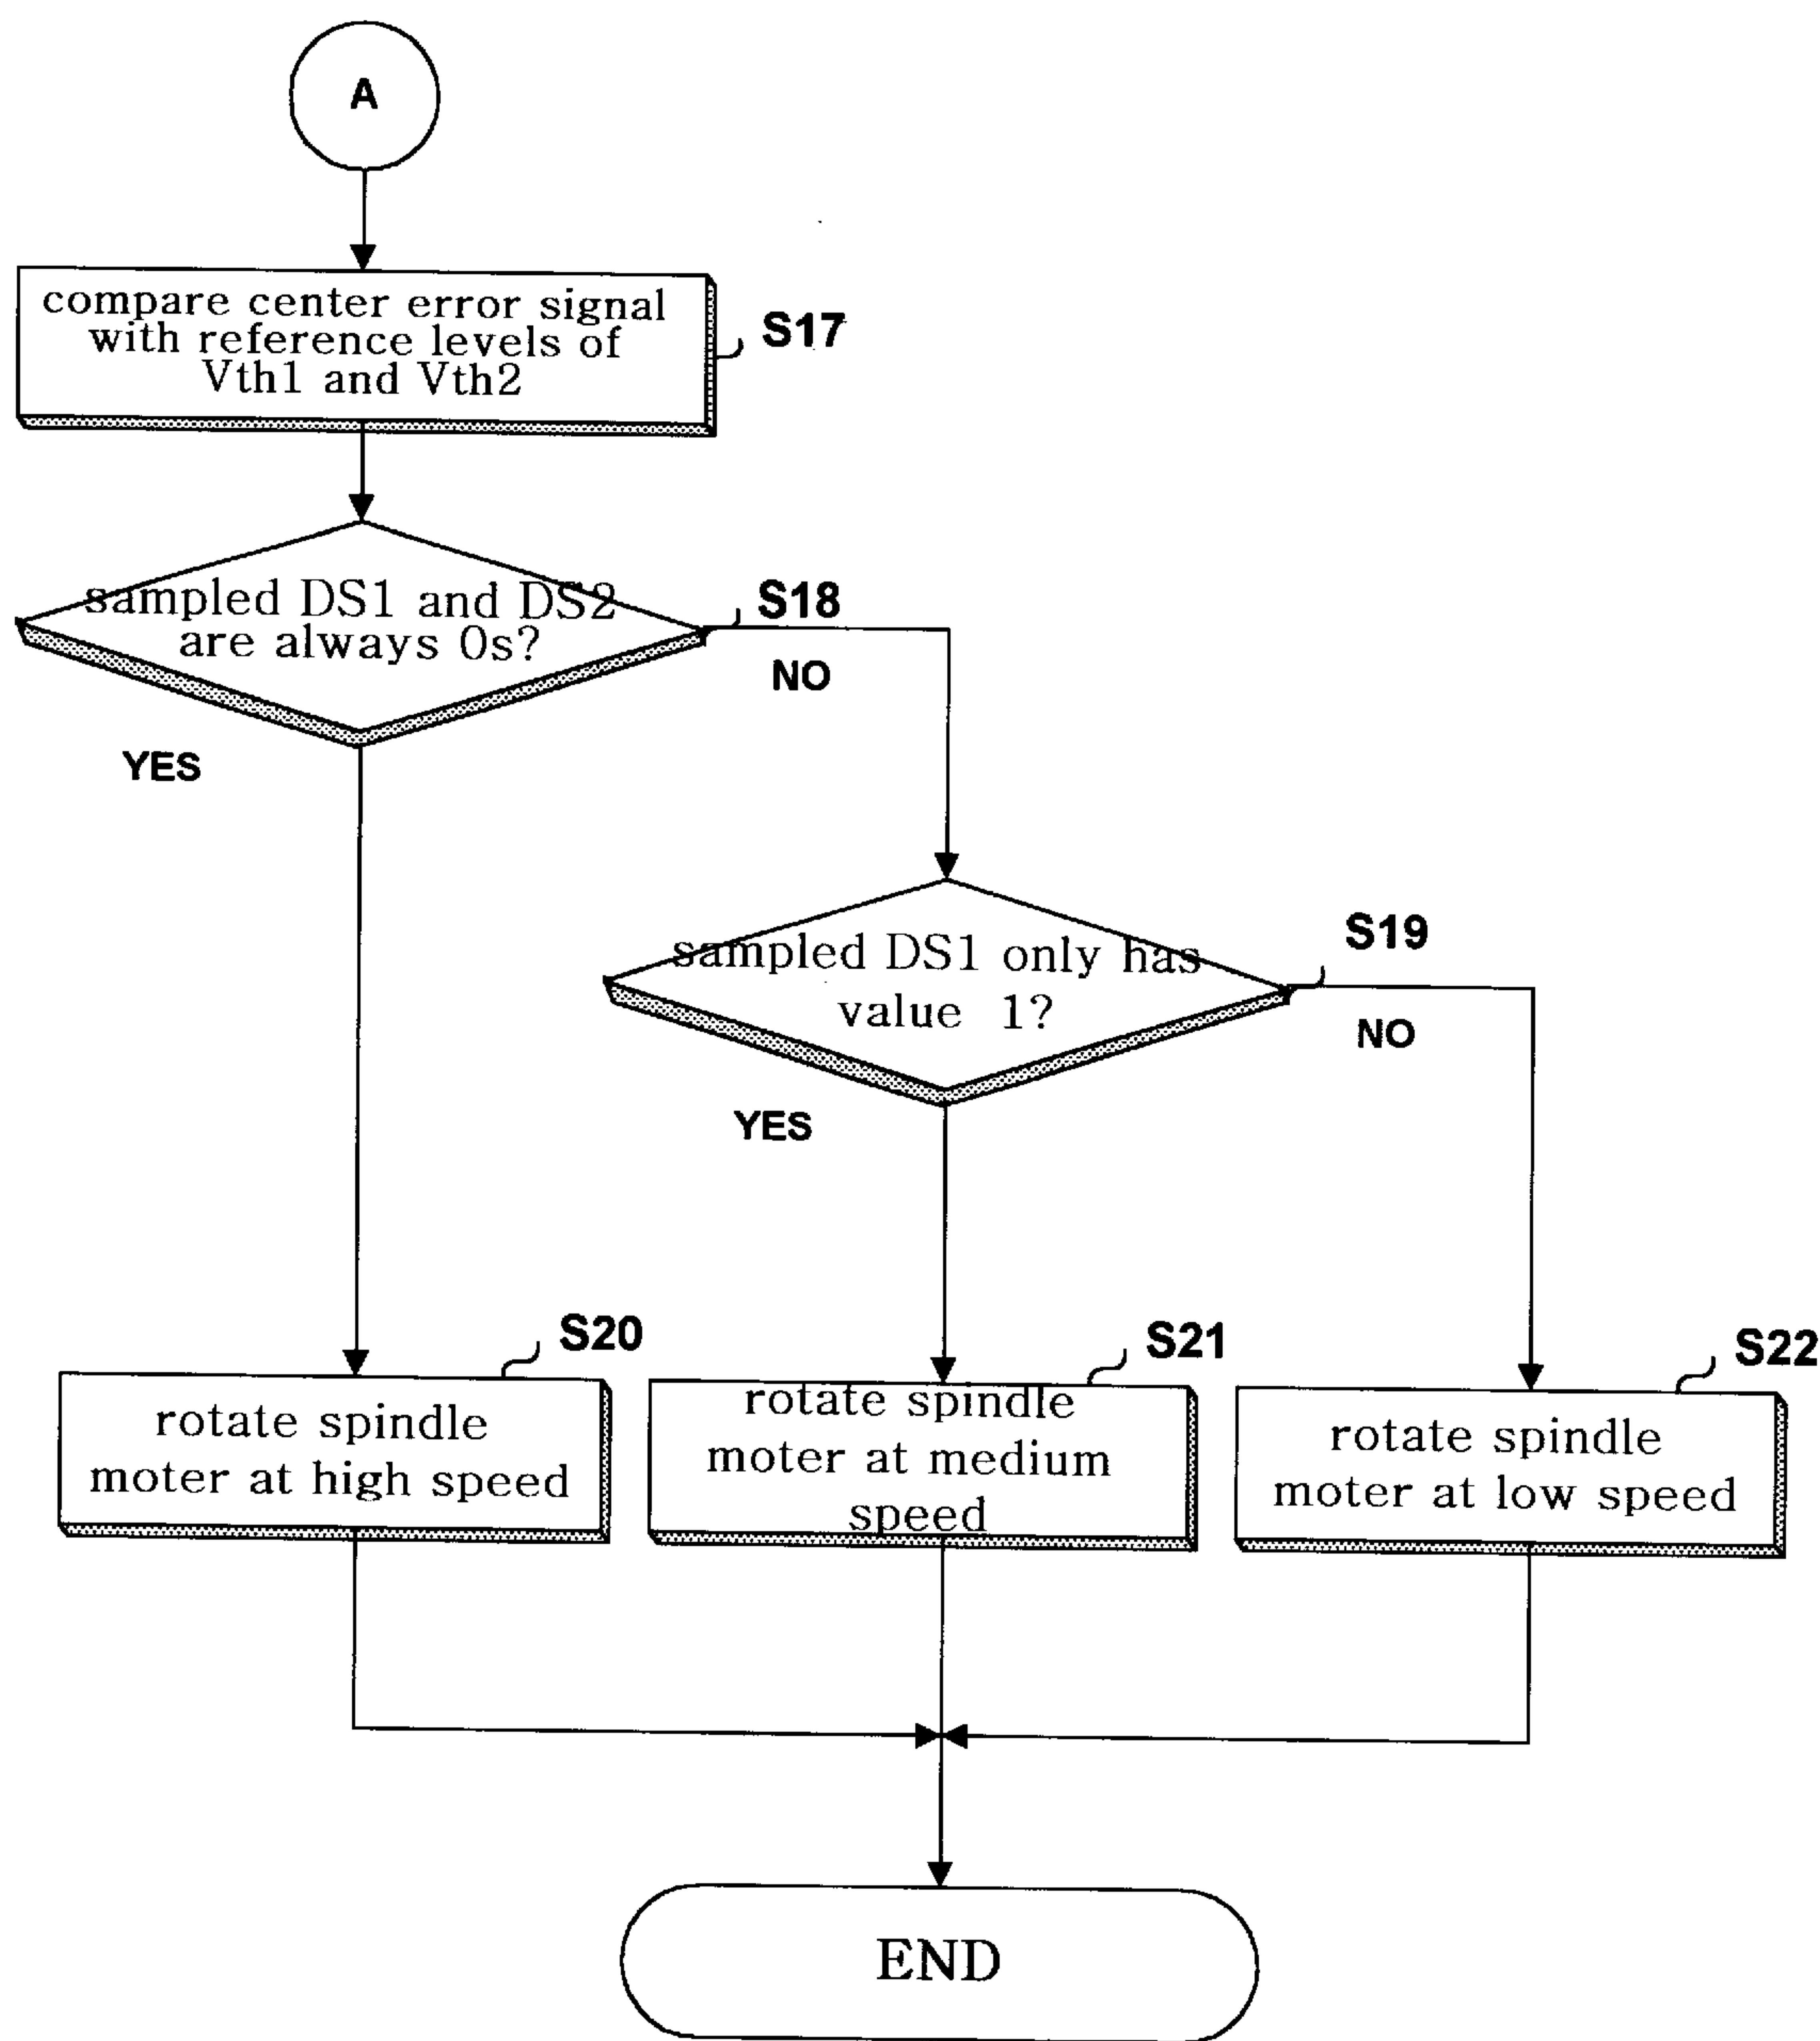 A
compare center error signal
with reference levels of
Vth1 and Vth2
S17
sampled DS1 and DS2
are always 0s?
S18
NO
YES
sampled DS1 only has
value 1?
S19
NO
YES
S20
rotate spindle
moter at high speed
S21
rotate spindle
moter at medium
speed
S22
rotate spindle
moter at low speed
END